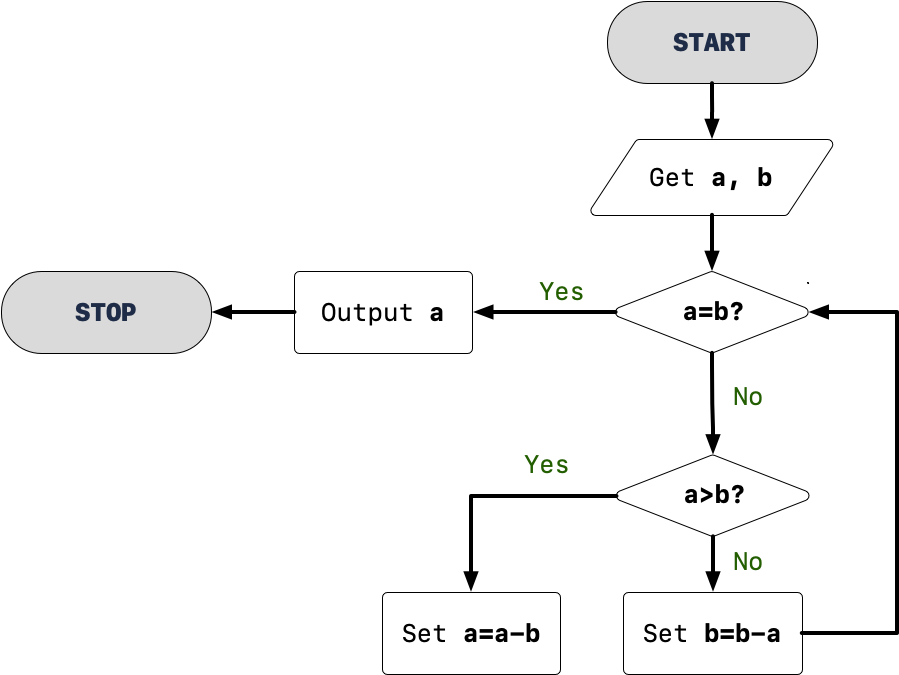 START
Get a, b
a=b?
Yes
Output a
STOP
No
a>b?
Yes
Set a=a-b
No
Set b=b-a